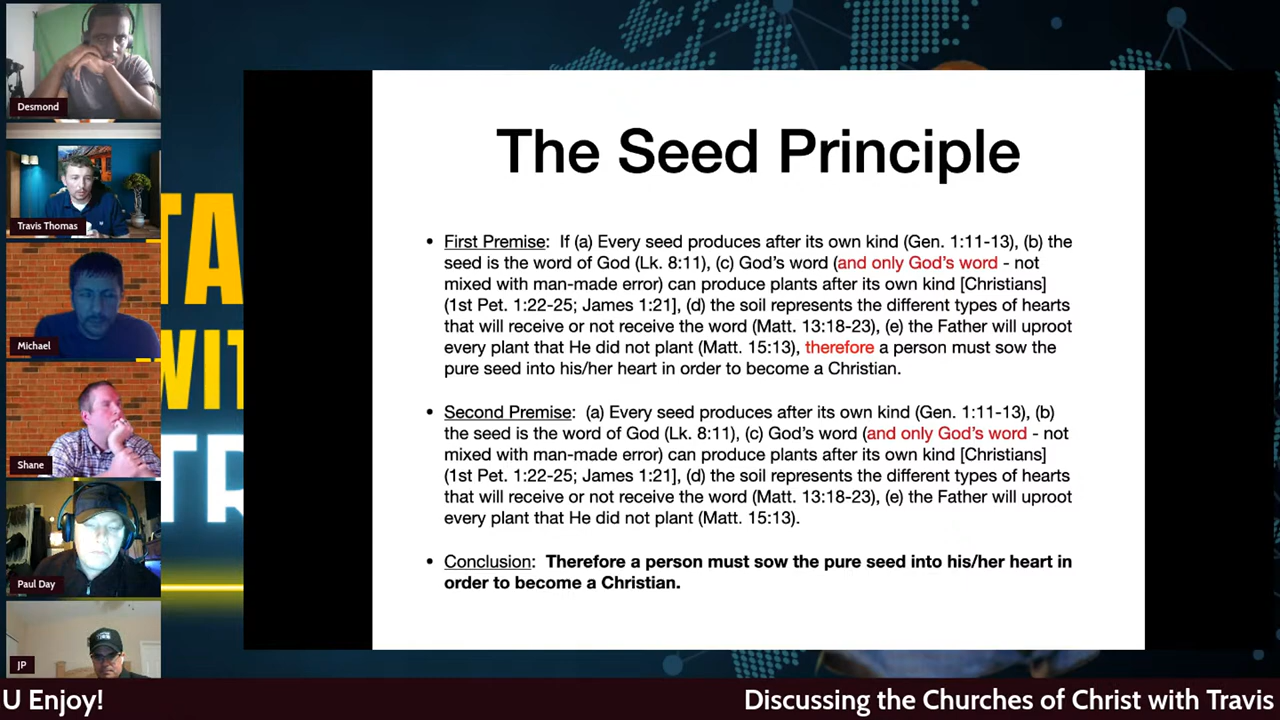 Desmond
Travis Thomas
Michael
Shane
Paul Day
JP
TA
WIT
TR
The Seed Principle
• First Premise:  If (a) Every seed produces after its own kind (Gen. 1:11-13), (b) the
seed is the word of God (Lk. 8:11), (c) God’s word (and only God’s word - not
mixed with man-made error) can produce plants after its own kind [Christians]
(1st Pet. 1:22-25; James 1:21], (d) the soil represents the different types of hearts
that will receive or not receive the word (Matt. 13:18-23), (e) the Father will uproot
every plant that He did not plant (Matt. 15:13), therefore a person must sow the
pure seed into his/her heart in order to become a Christian.
• Second Premise:  (a) Every seed produces after its own kind (Gen. 1:11-13), (b)
the seed is the word of God (Lk. 8:11), (c) God’s word (and only God’s word - not
mixed with man-made error) can produce plants after its own kind [Christians]
(1st Pet. 1:22-25; James 1:21], (d) the soil represents the different types of hearts
that will receive or not receive the word (Matt. 13:18-23), (e) the Father will uproot
every plant that He did not plant (Matt. 15:13).
• Conclusion:  Therefore a person must sow the pure seed into his/her heart in
order to become a Christian.
U Enjoy!
Discussing the Churches of Christ with Travis